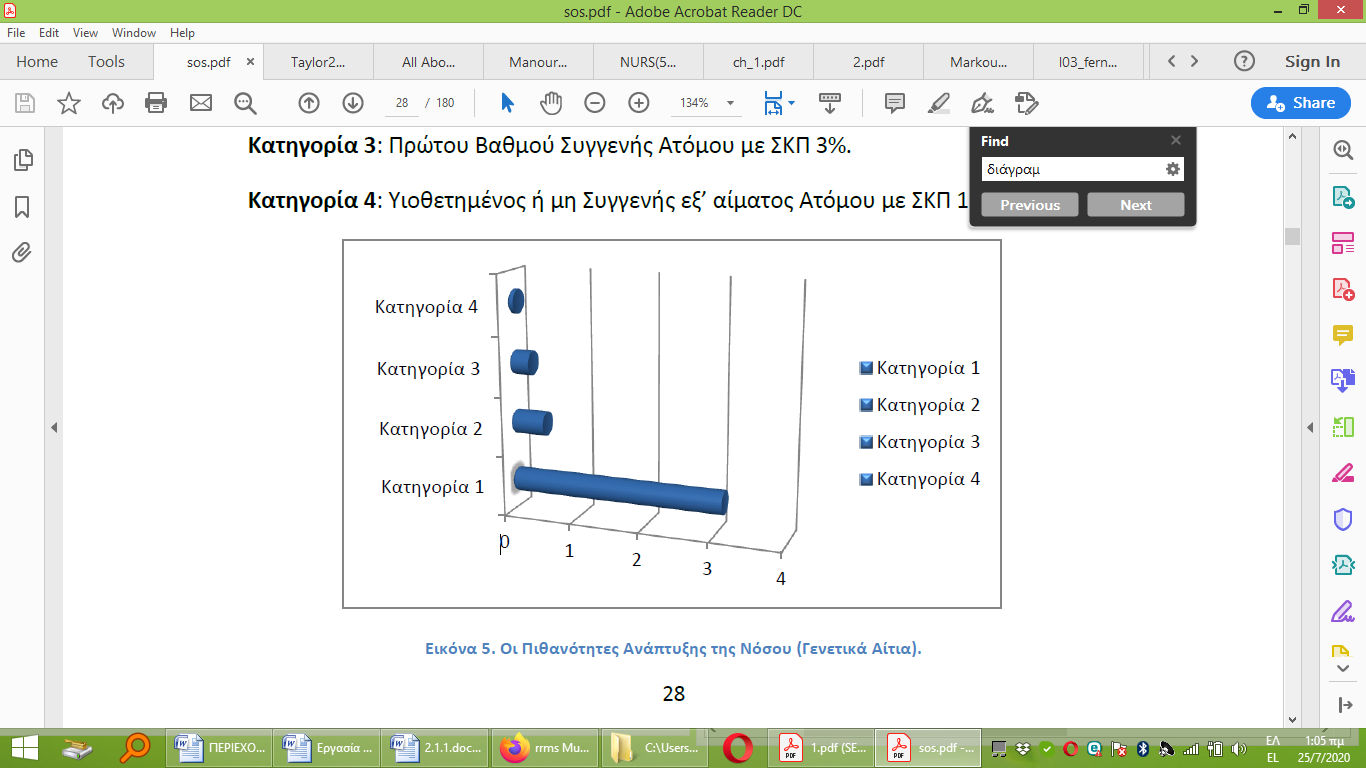 sos.pdf - Adobe Acrobat Reader DC
File Edit View Window Help
Home Tools sos.pdf × Taylor2... All Abo... Manour... NURS(5... ch_1.pdf 2.pdf Markou... l03_fern... Sign In
28 / 180 134% Share
Κατηγορία 3: Πρώτου Βαθμού Συγγενής Ατόμου με ΣΚΠ 3%.
Κατηγορία 4: Υιοθετημένος ή μη Συγγενής εξ’ αίματος Ατόμου με ΣΚΠ 1
Find
διάγραμ
Previous Next
Κατηγορία 4
Κατηγορία 3
Κατηγορία 2
Κατηγορία 1
0 1 2 3 4
Κατηγορία 1
Κατηγορία 2
Κατηγορία 3
Κατηγορία 4
Εικόνα 5. Οι Πιθανότητες Ανάπτυξης της Νόσου (Γενετικά Αίτια).
28
ΠΕΡΙΕΧΟ... Εργασία ... 2.1.1.doc... rrms Mu... C:\Users... 1.pdf (SE... sos.pdf -...
ΕΛ
EL
1:05 πμ
25/7/2020